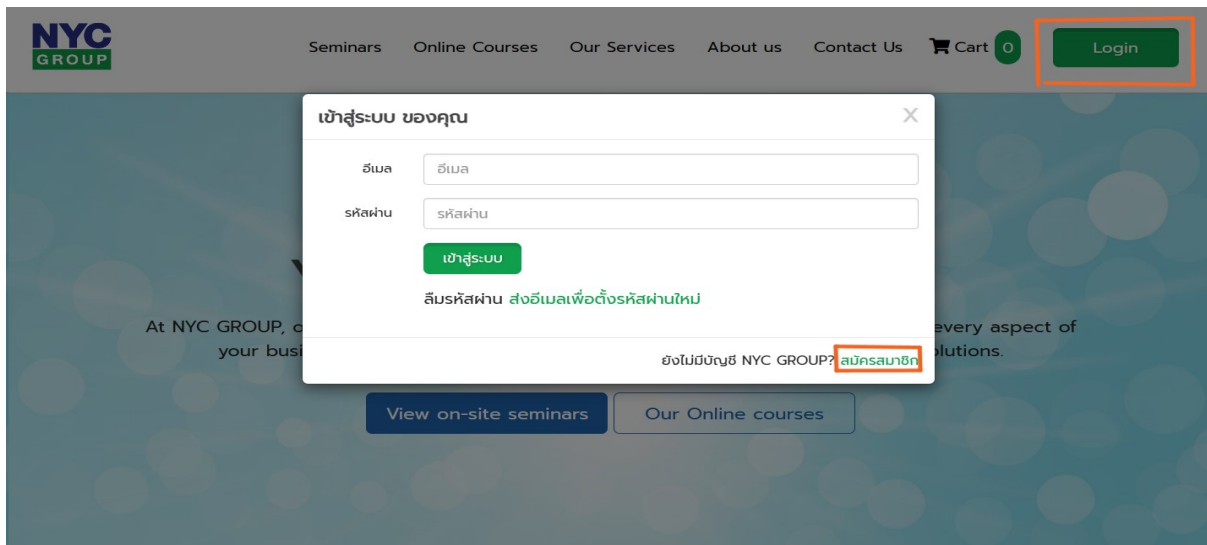 NYC
GROUP
Seminars Online Courses Our Services About us Contact Us Cart 0 Login
เข้าสู่ระบบ ของคุณ X
อีเมล อีเมล
รหัสผ่าน รหัสผ่าน
เข้าสู่ระบบ
ลืมรหัสผ่าน ส่งอีเมลเพื่อตั้งรหัสผ่านใหม่
At NYC GROUP, every aspect of
your
ยังไม่มีบัญชี NYC GROUP? สมัครสมาชิก
View on-site seminars Our Online courses